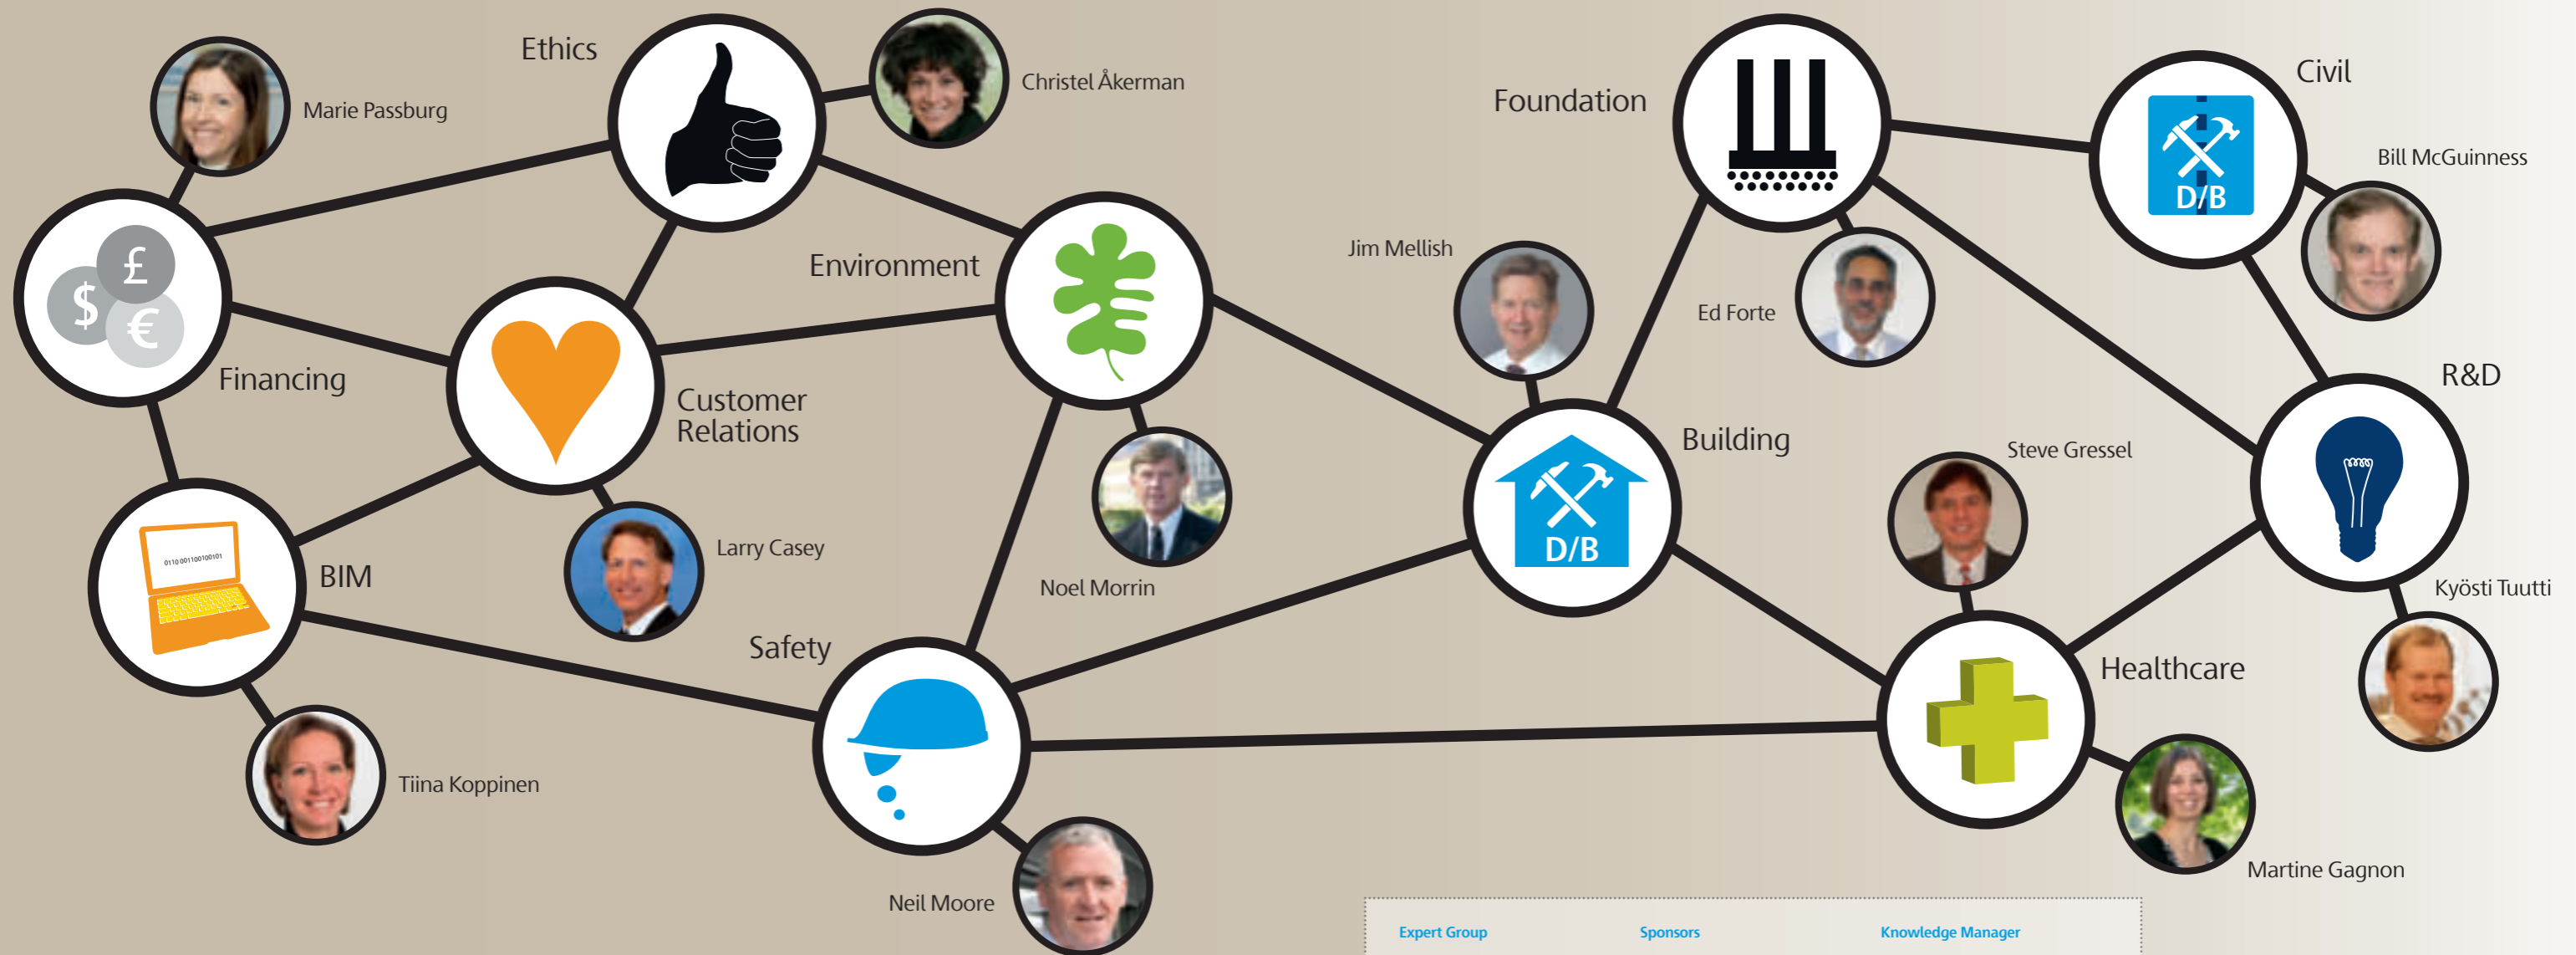 Ethics
Christel Åkerman
Marie Passburg
Foundation
Civil
Bill McGuinness
D/B
Environment
Jim Mellish
£
$
€
Ed Forte
Financing
Customer
Relations
R&D
Building
Steve Gressel
D/B
Larry Casey
0110 001100100101
BIM
Noel Morrin
Kyösti Tuutti
Safety
Healthcare
Tiina Koppinen
Martine Gagnon
Neil Moore
Expert Group
Sponsors
Knowledge Manager